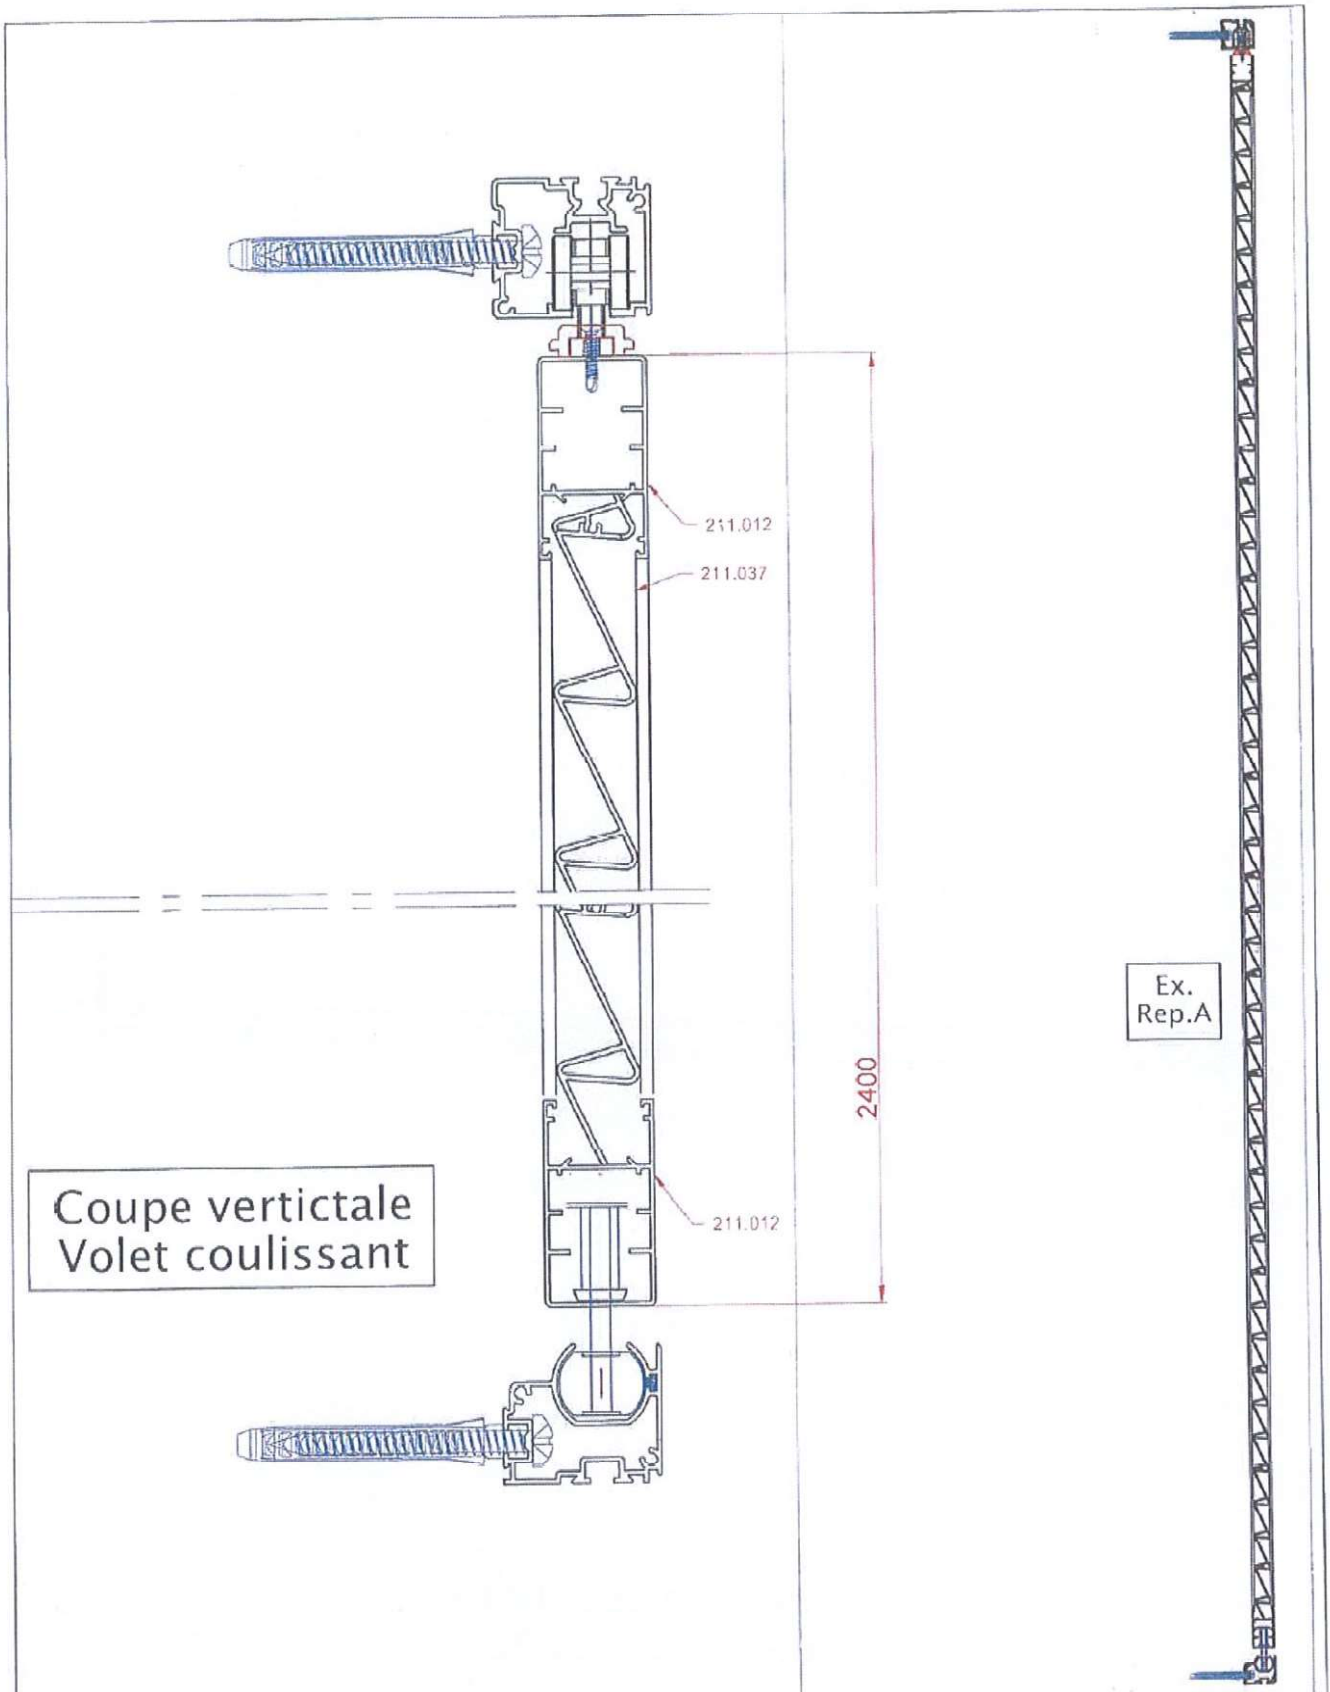 211.012
211.037
Ex.
Rep.A
2400
Coupe vertictale
Volet coulissant
211.012